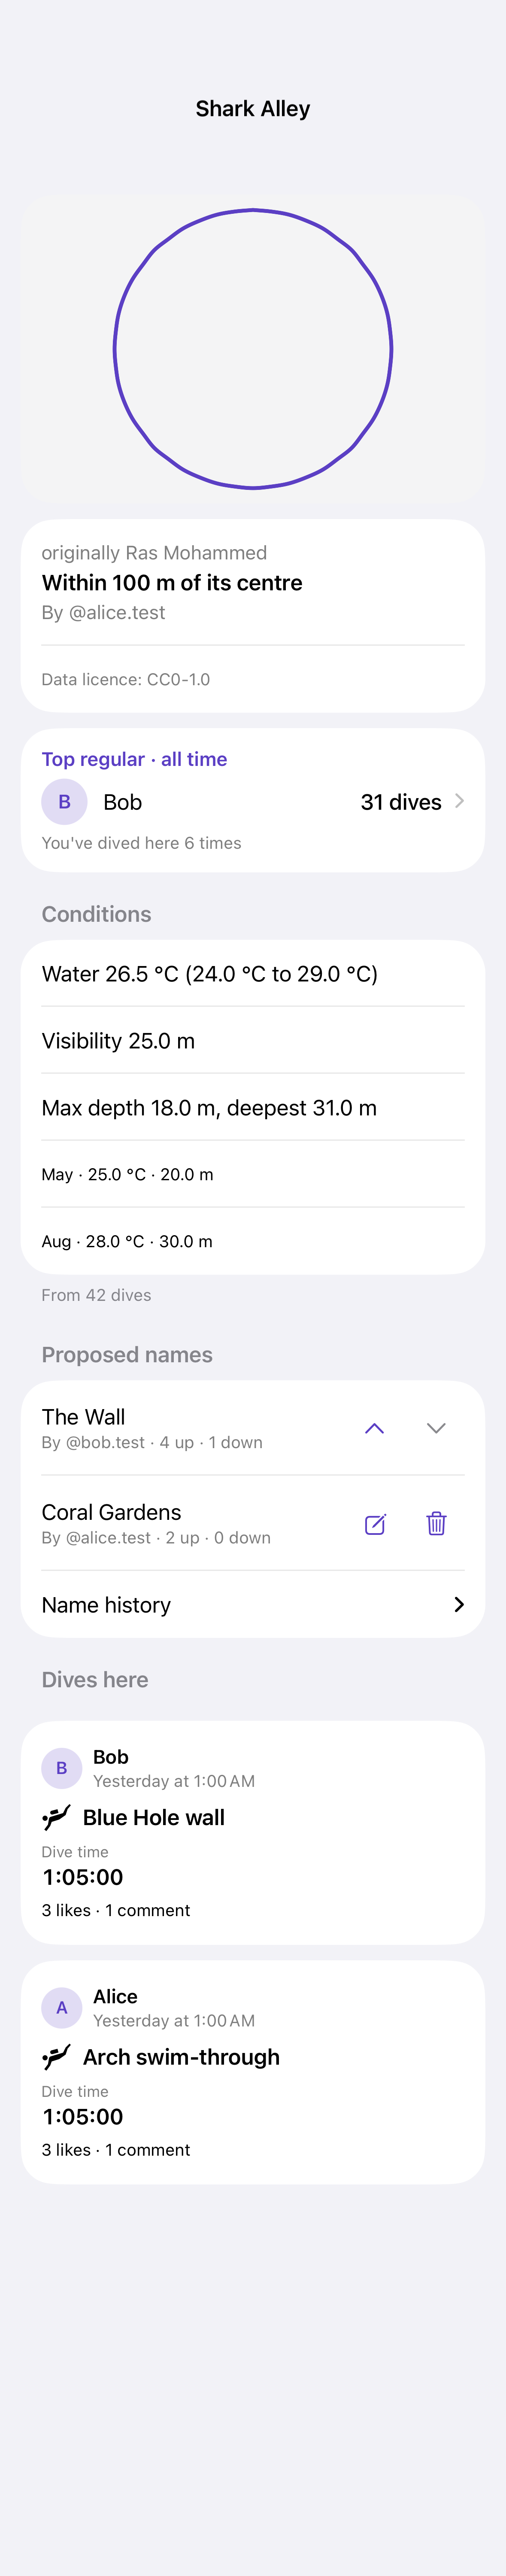 Shark Alley
originally Ras Mohammed
Within 100 m of its centre
By @alice.test
Data licence: CC0-1.0
Top regular · all time
B
Bob
31 dives
You've dived here 6 times
Conditions
Water 26.5 °C (24.0 °C to 29.0 °C)
Visibility 25.0 m
Max depth 18.0 m, deepest 31.0 m
May · 25.0 °C · 20.0 m
Aug · 28.0 °C · 30.0 m
From 42 dives
Proposed names
The Wall
By @bob.test · 4 up · 1 down
Coral Gardens
By @alice.test · 2 up · 0 down
Name history
Dives here
B
Bob
Yesterday at 1:00 AM
Blue Hole wall
Dive time
1:05:00
3 likes · 1 comment
A
Alice
Yesterday at 1:00 AM
Arch swim-through
Dive time
1:05:00
3 likes · 1 comment